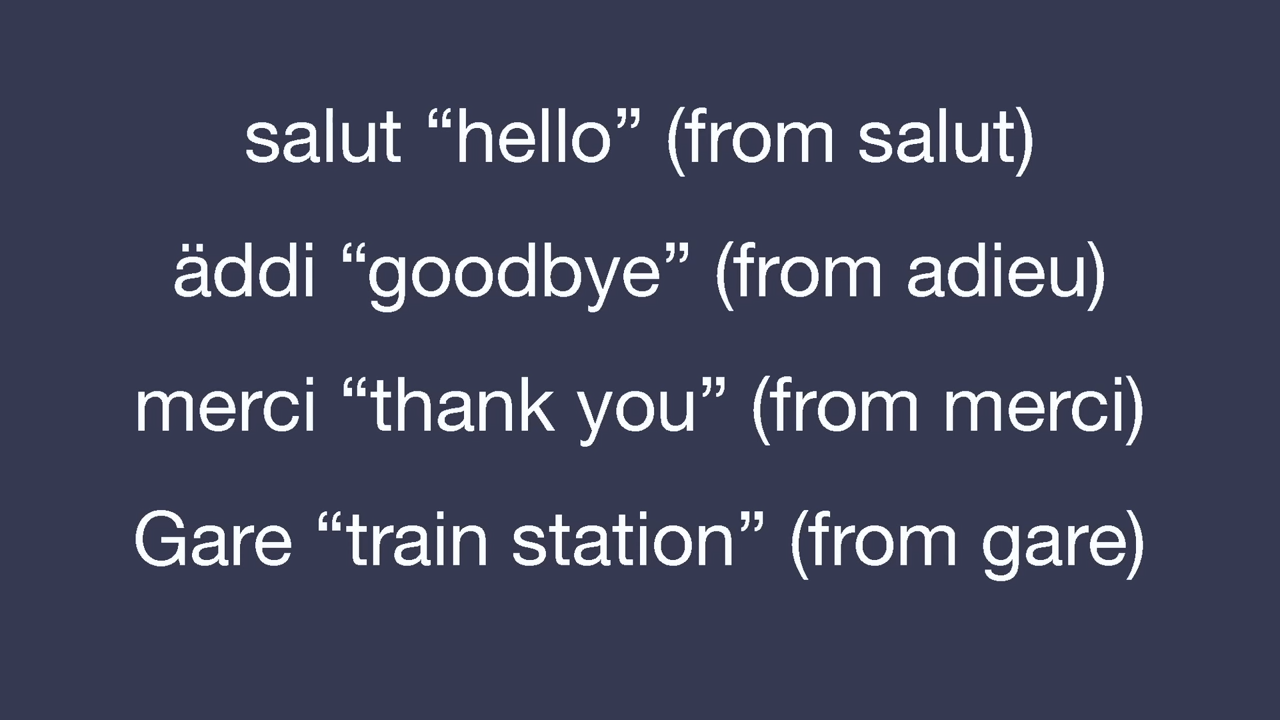 salut “hello” (from salut)
äddi “goodbye” (from adieu)
merci “thank you” (from merci)
Gare “train station” (from gare)